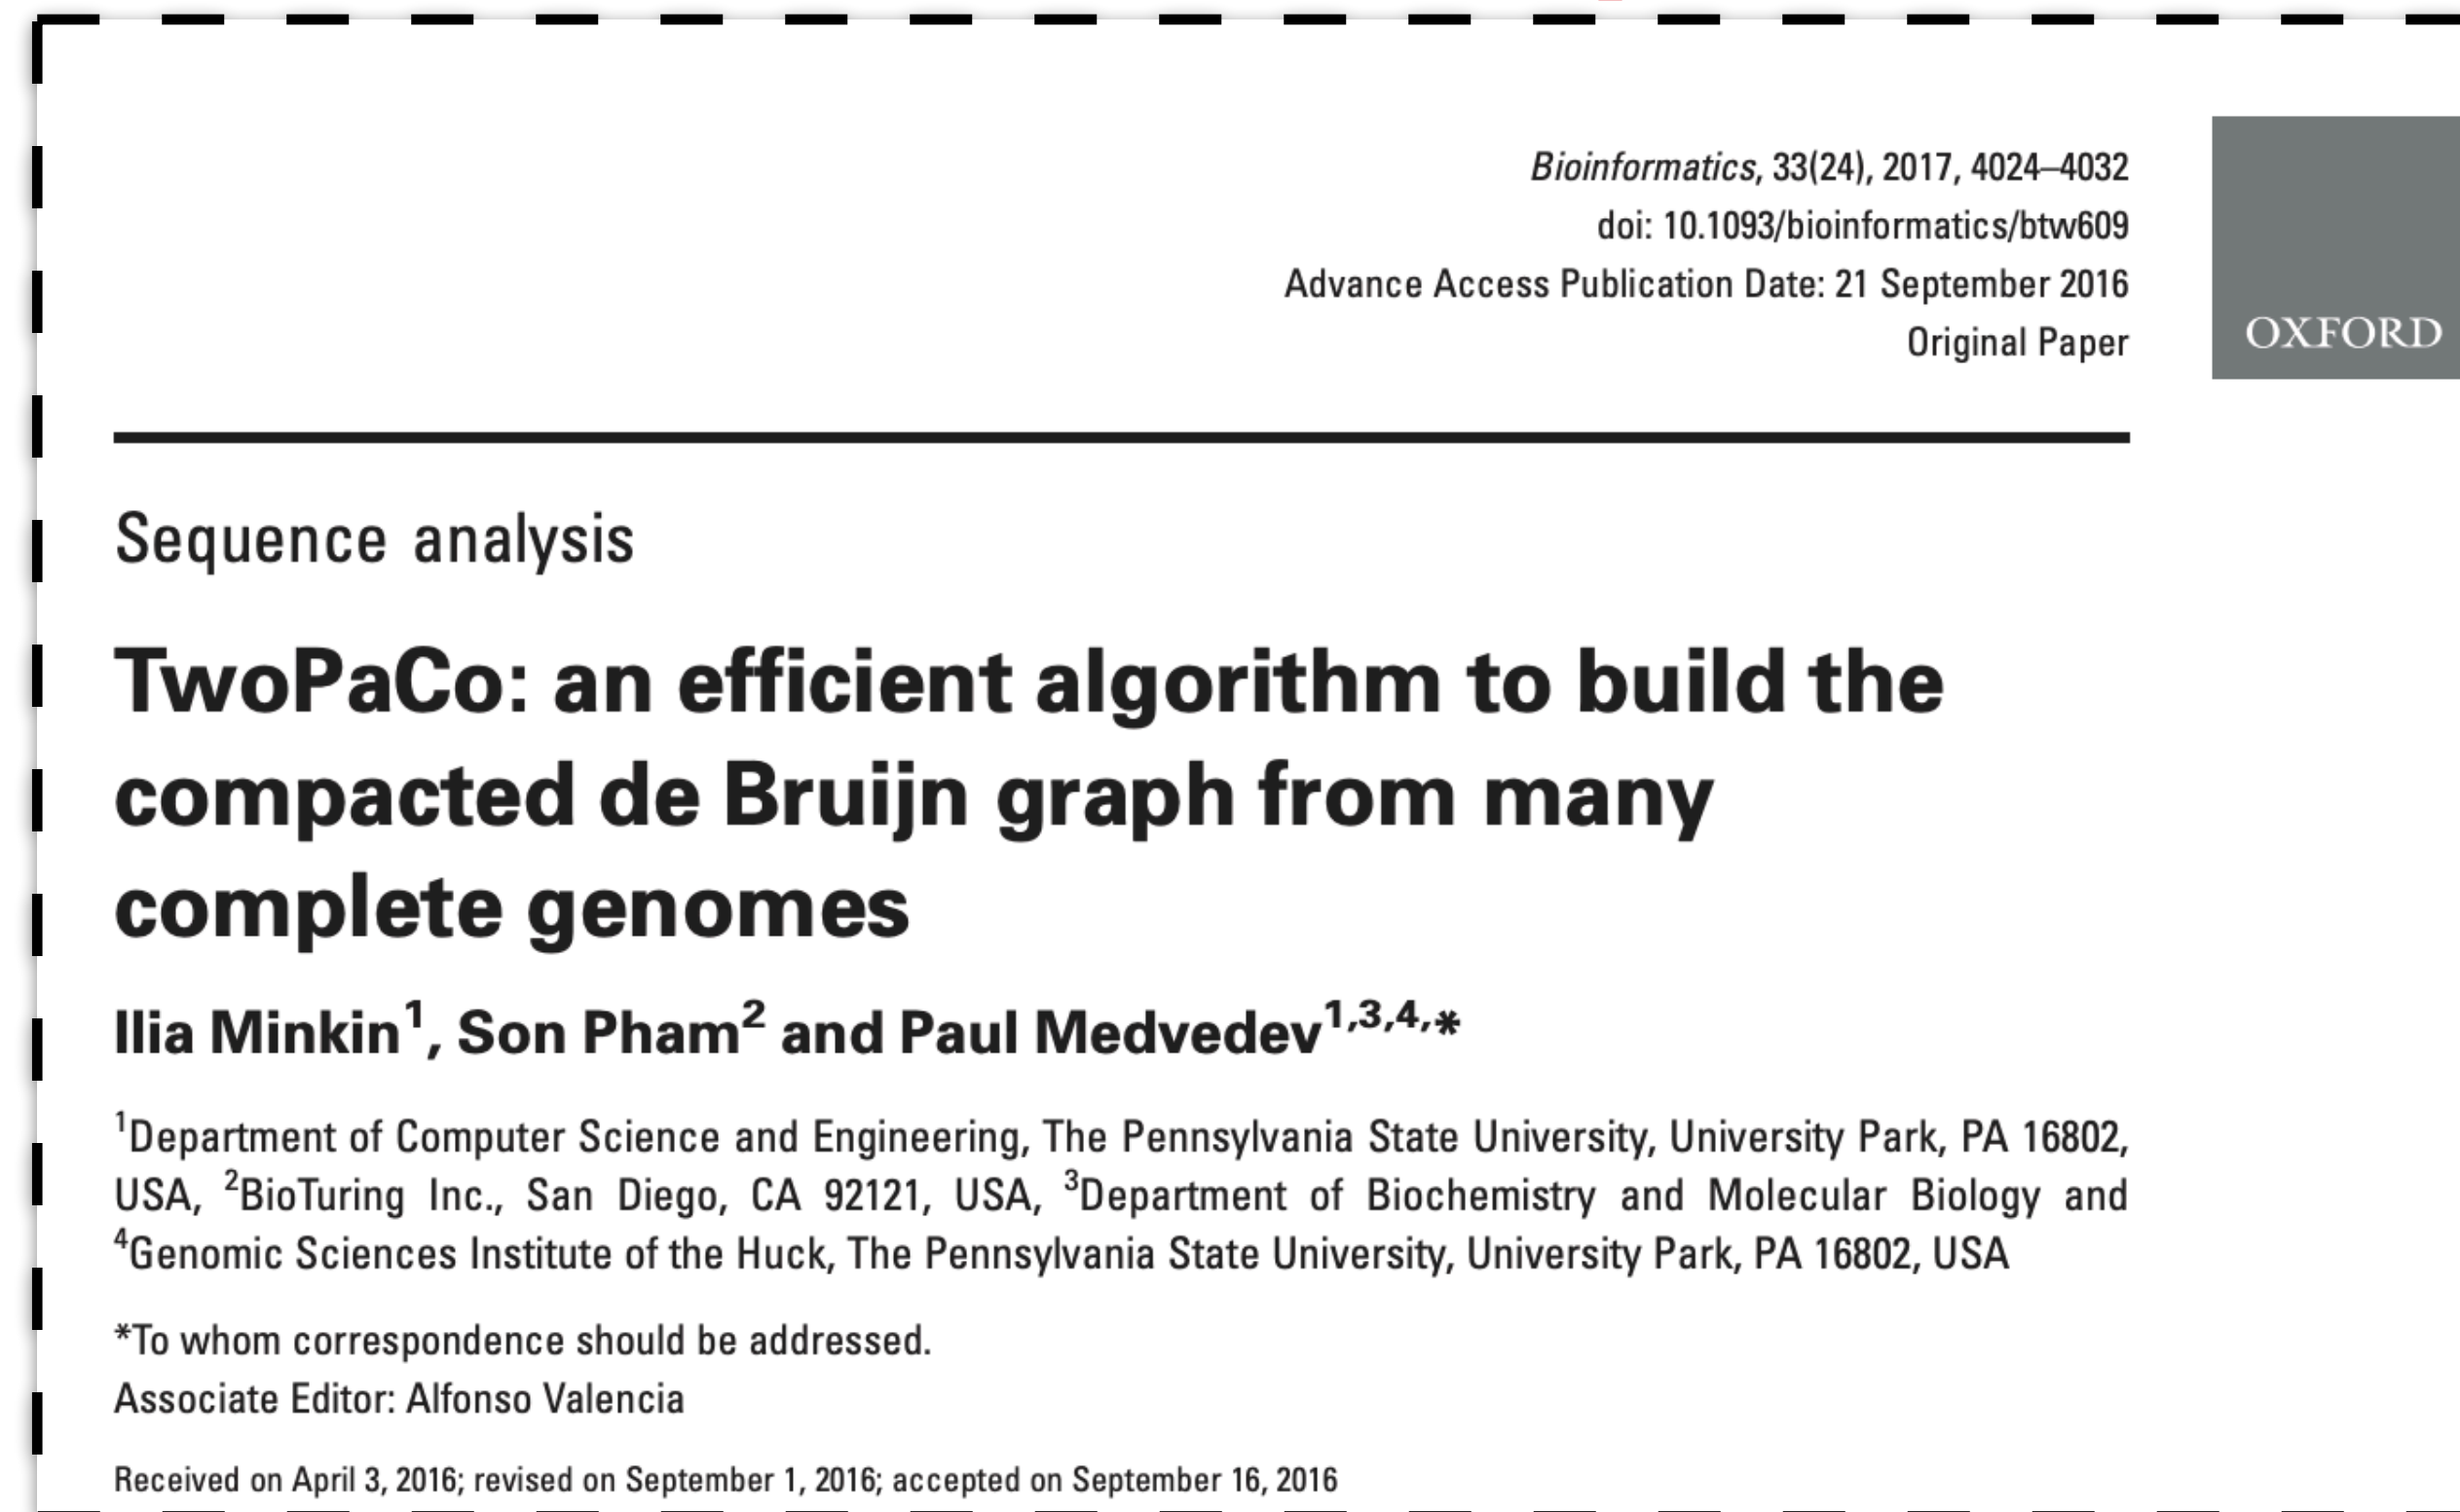 Bioinformatics, 33(24), 2017, 4024–4032
doi: 10.1093/bioinformatics/btw609
Advance Access Publication Date: 21 September 2016
Original Paper
OXFORD
Sequence analysis
TwoPaCo: an efficient algorithm to build the
compacted de Bruijn graph from many
complete genomes
Ilia Minkin1, Son Pham2 and Paul Medvedev1,3,4,*
1Department of Computer Science and Engineering, The Pennsylvania State University, University Park, PA 16802,
USA, 2BioTuring Inc., San Diego, CA 92121, USA, 3Department of Biochemistry and Molecular Biology and
4Genomic Sciences Institute of the Huck, The Pennsylvania State University, University Park, PA 16802, USA
*To whom correspondence should be addressed.
Associate Editor: Alfonso Valencia
Received on April 3, 2016; revised on September 1, 2016; accepted on September 16, 2016